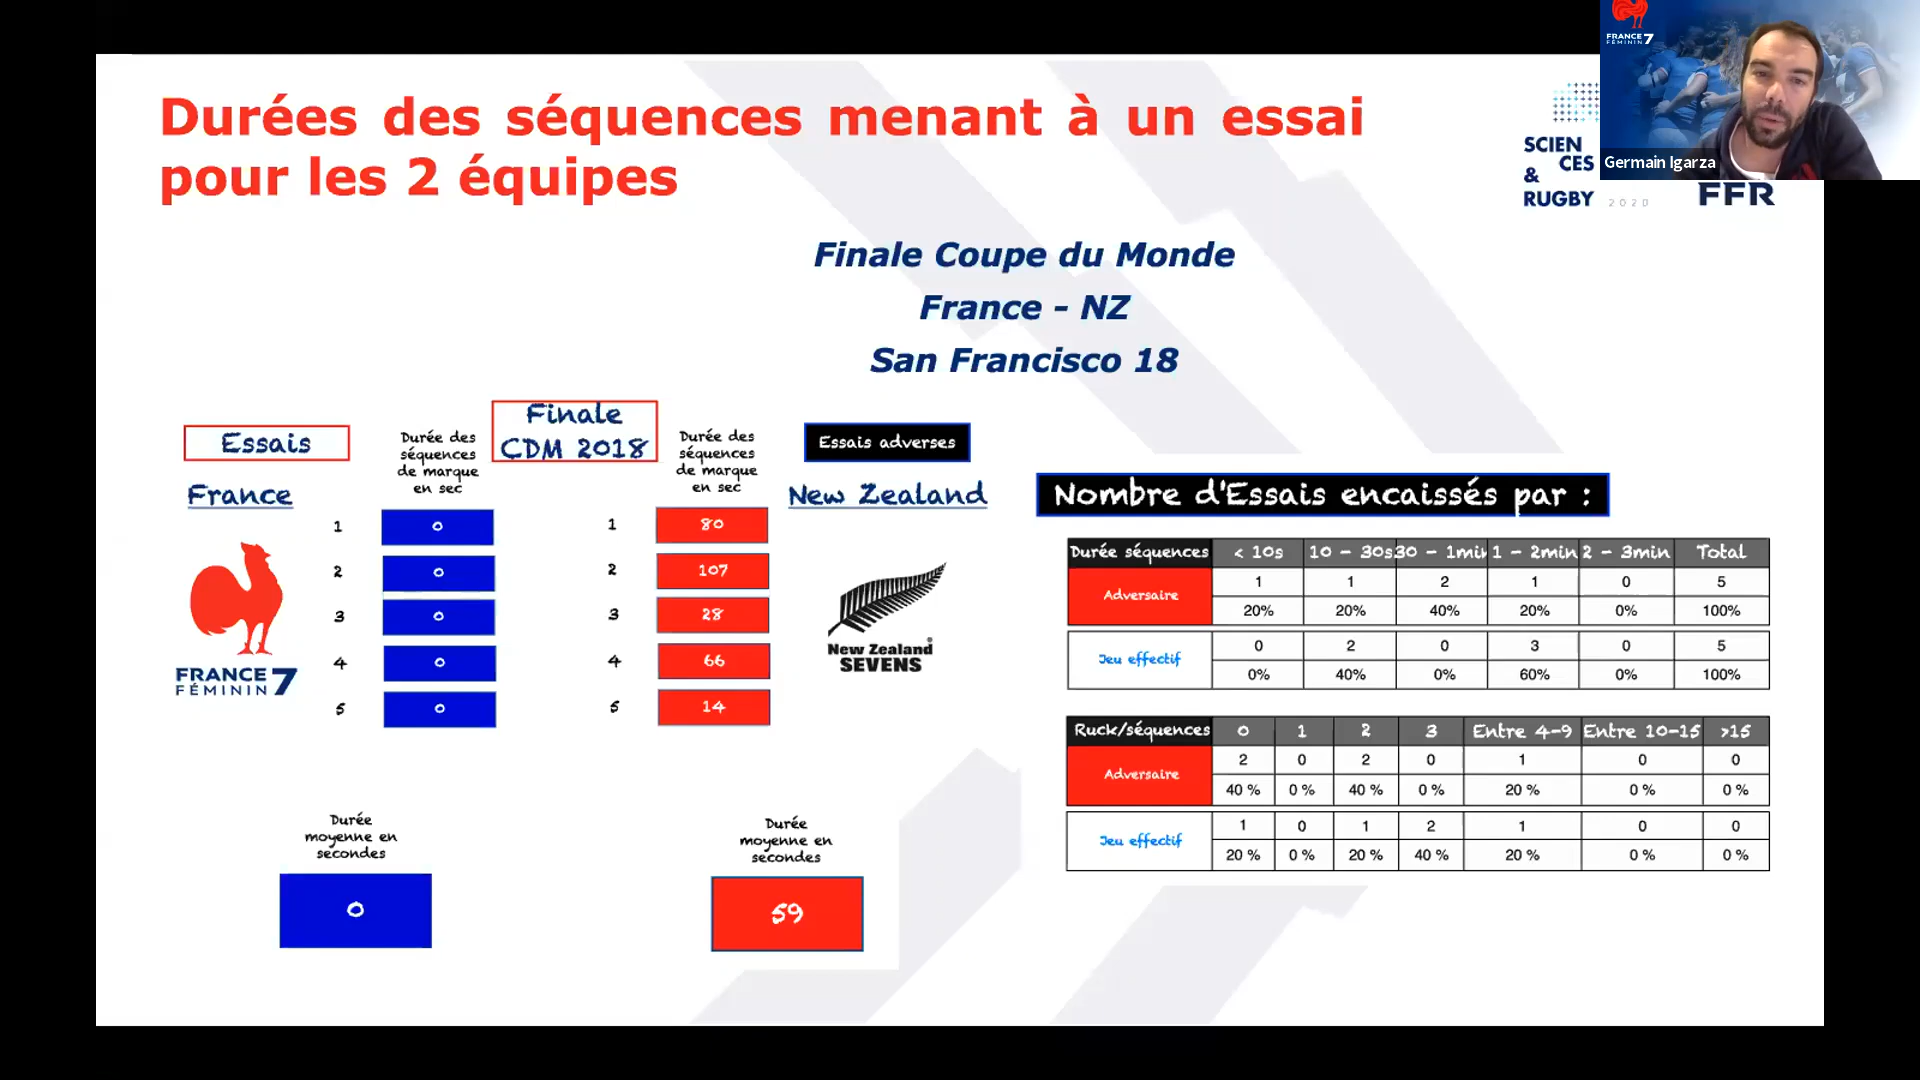 FRANCE 7
FÉMININ
Germain Igarza
Durées des séquences menant à un essai
pour les 2 équipes
SCIEN
CES
&
RUGBY 2020
FFR
Finale Coupe du Monde
France - NZ
San Francisco 18
Essais
Durée des
séquences
de marque
en sec
Finale
CDM 2018
Durée des
séquences
de marque
en sec
Essais adverses
France
New Zealand
1 0 1 80
2 0 2 107
3 0 3 28
4 0 4 66
5 0 5 14
FRANCE 7
FÉMININ
New Zealand
SEVENS
Durée
moyenne en
secondes
0
Durée
moyenne en
secondes
59
Nombre d'Essais encaissés par :
Durée séquences < 10s 10 - 30s 30 - 1min 1 - 2min 2 - 3min Total
Adversaire
1 1 2 1 0 5
20% 20% 40% 20% 0% 100%
Jeu effectif
0 2 0 3 0 5
0% 40% 0% 60% 0% 100%
Ruck/séquences 0 1 2 3 Entre 4-9 Entre 10-15 >15
Adversaire
2 0 2 0 1 0 0
40 % 0 % 40 % 0 % 20 % 0 % 0 %
Jeu effectif
1 0 1 2 1 0 0
20 % 0 % 20 % 40 % 20 % 0 % 0 %